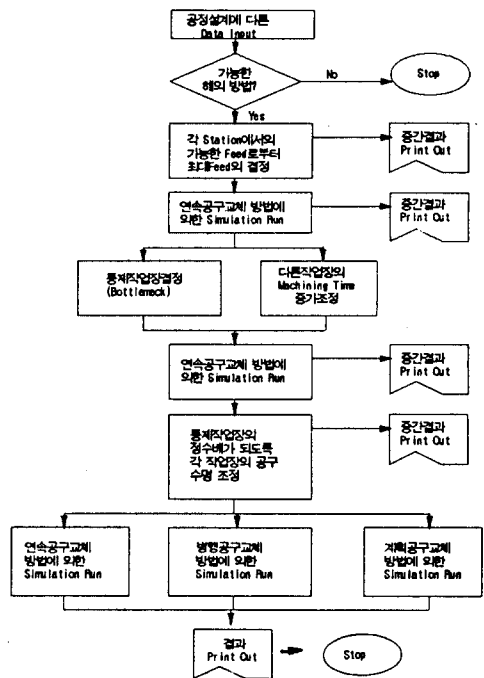 공정설계에 다른
Data Input
가능한
해의 방법?
No
Stop
Yes
각 Station에서의
가능한 Feed로부터
최대Feed의 결정
중간결과
Print Out
연속공구교체 방법에
의한 Simulation Run
중간결과
Print Out
통제작업장결정
(Bottleneck)
다른작업장의
Machining Time
증가조정
연속공구교체 방법에
의한 Simulation Run
중간결과
Print Out
통제작업장의
정수배가 되도록
각 작업장의 공구
수명 조정
중간결과
Print Out
연속공구교체
방법에 의한
Simulation Run
병행공구교체
방법에 의한
Simulation Run
계획공구교체
방법에 의한
Simulation Run
결과
Print Out
Stop